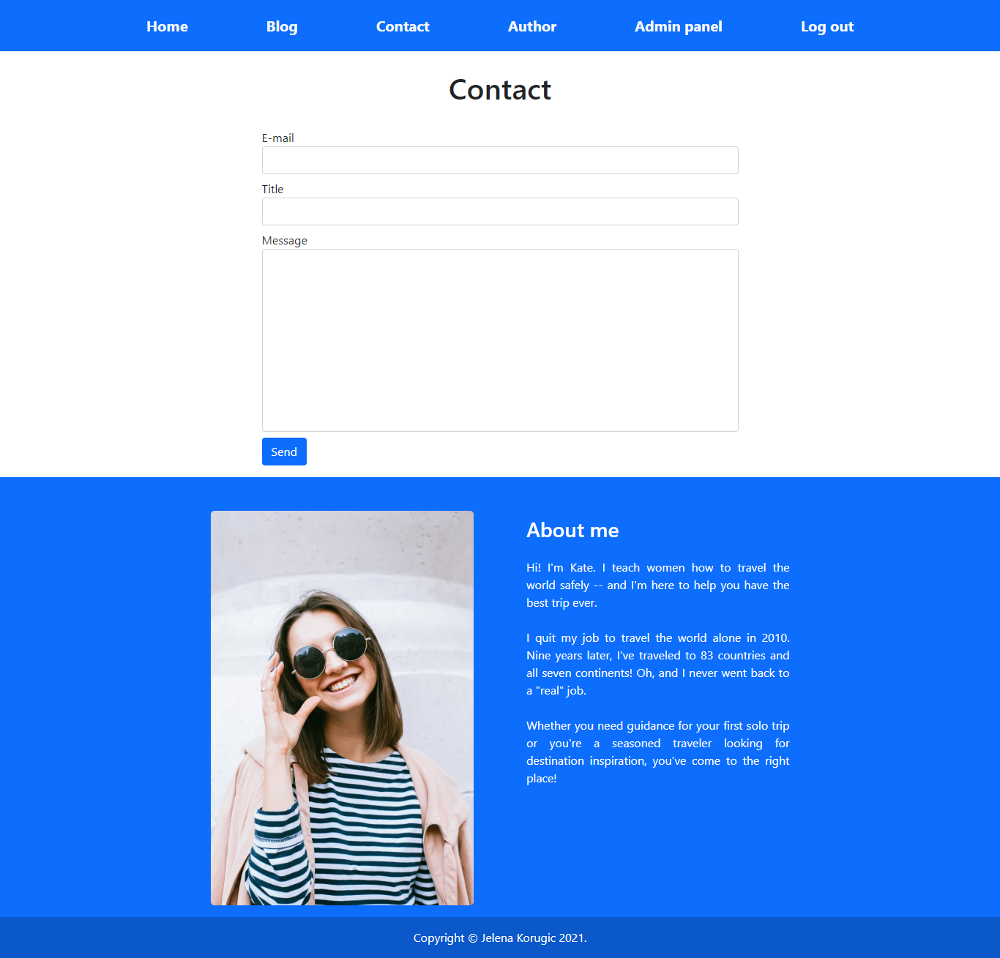 Home Blog Contact Author Admin panel Log out
Contact
E-mail
Title
Message
Send
About me
Hi! I'm Kate. I teach women how to travel the
world safely -- and I'm here to help you have the
best trip ever.
I quit my job to travel the world alone in 2010.
Nine years later, I've traveled to 83 countries and
all seven continents! Oh, and I never went back to
a "real" job.
Whether you need guidance for your first solo trip
or you're a seasoned traveler looking for
destination inspiration, you've come to the right
place!
Copyright © Jelena Korugic 2021.